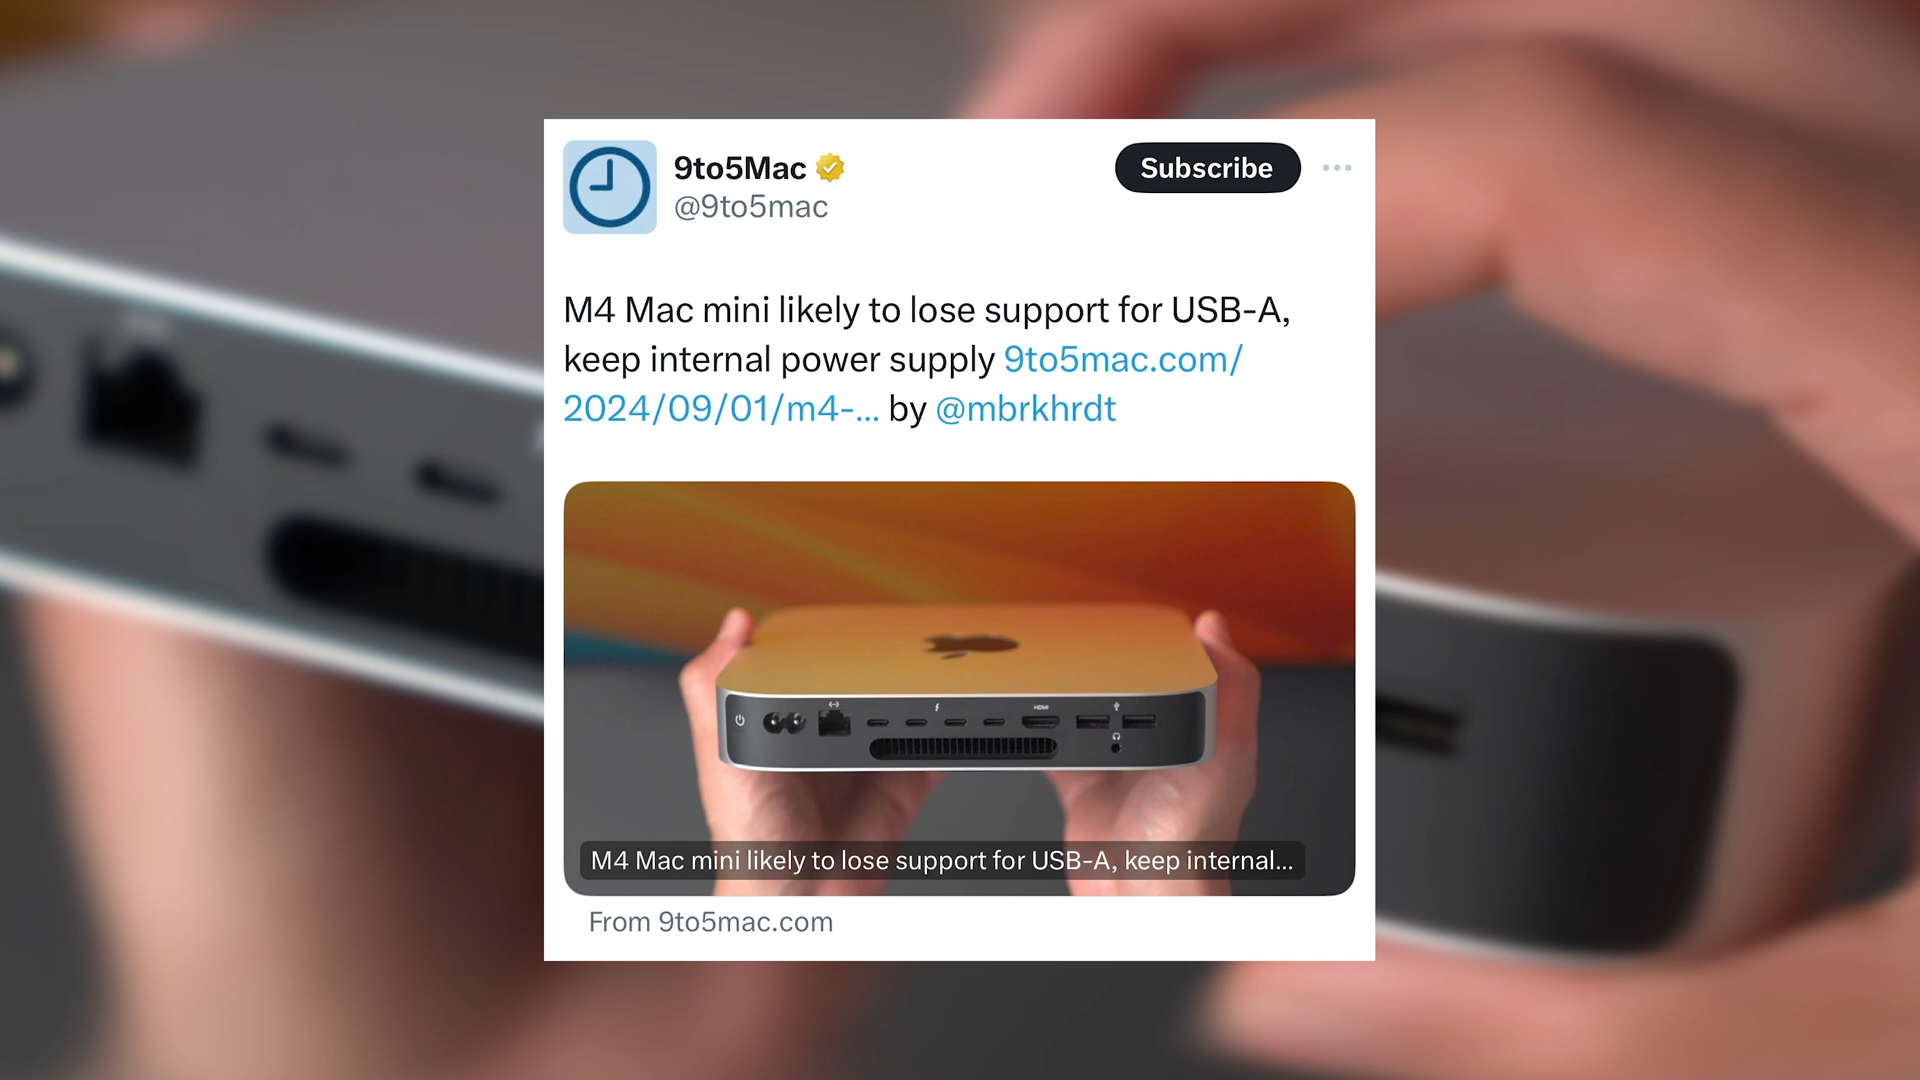 9to5Mac
@9to5mac
Subscribe
M4 Mac mini likely to lose support for USB-A,
keep internal power supply 9to5mac.com/
2024/09/01/m4-... by @mbrkhrdt
HDMI
M4 Mac mini likely to lose support for USB-A, keep internal...
From 9to5mac.com